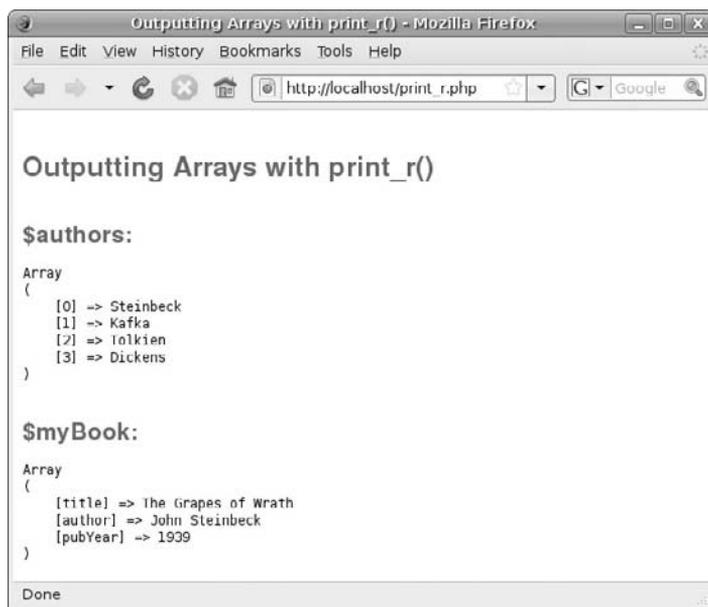 Outputting Arrays with print_r() - Mozilla Firefox
File Edit View History Bookmarks Tools Help
http://localhost/print_r.php G Google
Outputting Arrays with print_r()
$authors:
Array
(
[0] => Steinbeck
[1] => Kafka
[2] => Tolkien
[3] => Dickens
)
$myBook:
Array
(
[title] => The Grapes of Wrath
[author] => John Steinbeck
[pubYear] => 1939
)
Done